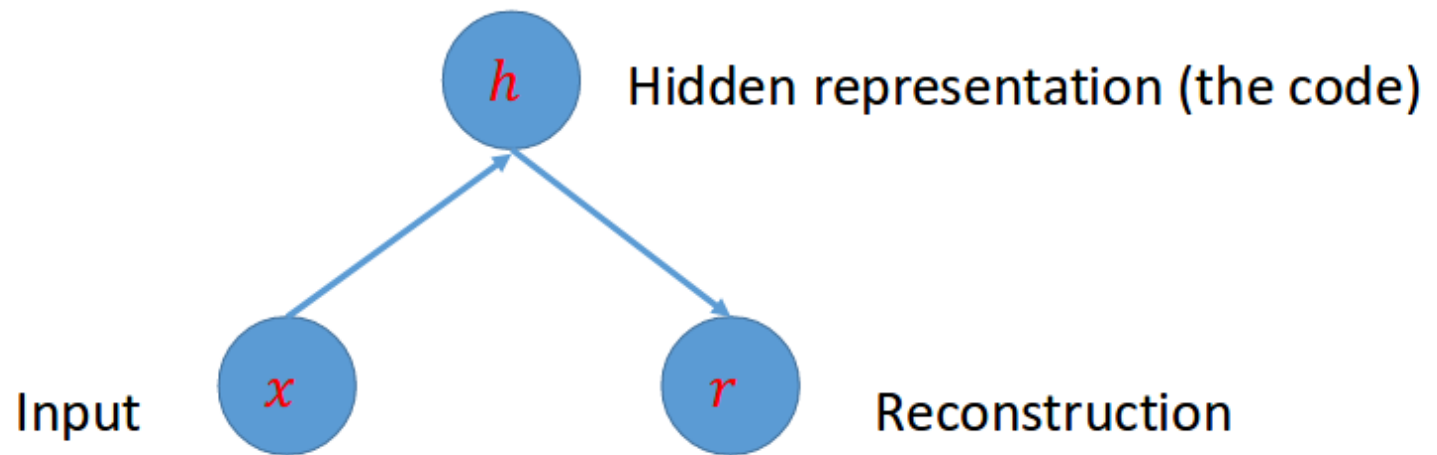 h Hidden representation (the code)
Input x r Reconstruction